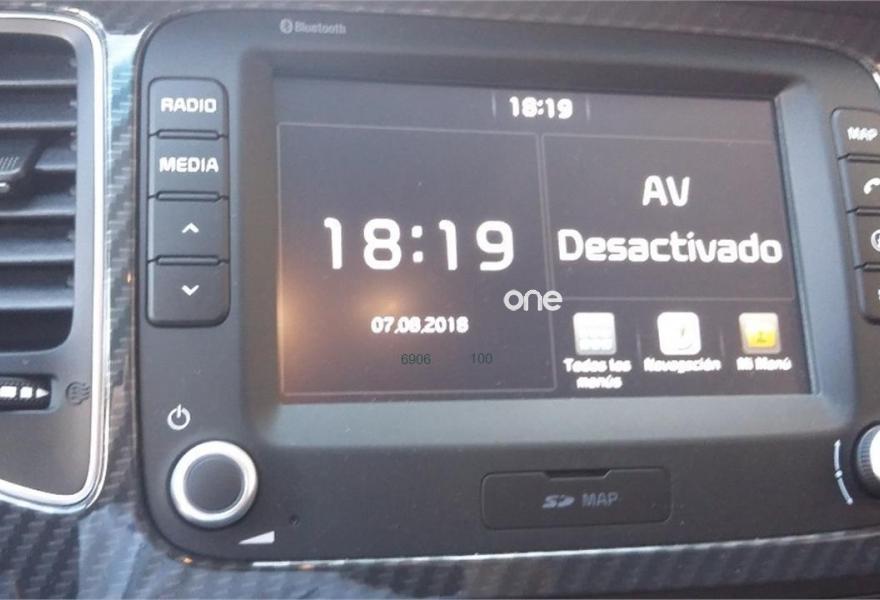 Bluetooth
RADIO
MEDIA
18:19
18:19
07.08.2018
AV
Desactivado
one
6906 100
Todos los
menús
Navegación
Mi Menú
MAP
SD MAP